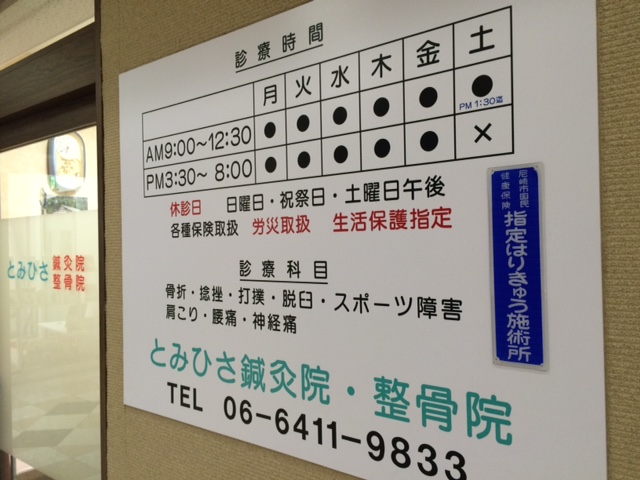 診療時間
月 火 水 木 金 土
AM9:00〜12:30 ● ● ● ● ● ●
PM 1:30迄
PM3:30〜 8:00 ● ● ● ● ● ×
休診日 日曜日・祝祭日・土曜日午後
各種保険取扱 労災取扱 生活保護指定
診療科目
骨折・捻挫・打撲・脱臼・スポーツ障害
肩こり・腰痛・神経痛
とみひさ鍼灸院・整骨院
TEL 06-6411-9833
尼崎市国民
健康保険
指定はりきゅう施術所
とみひさ 鍼灸院
整骨院